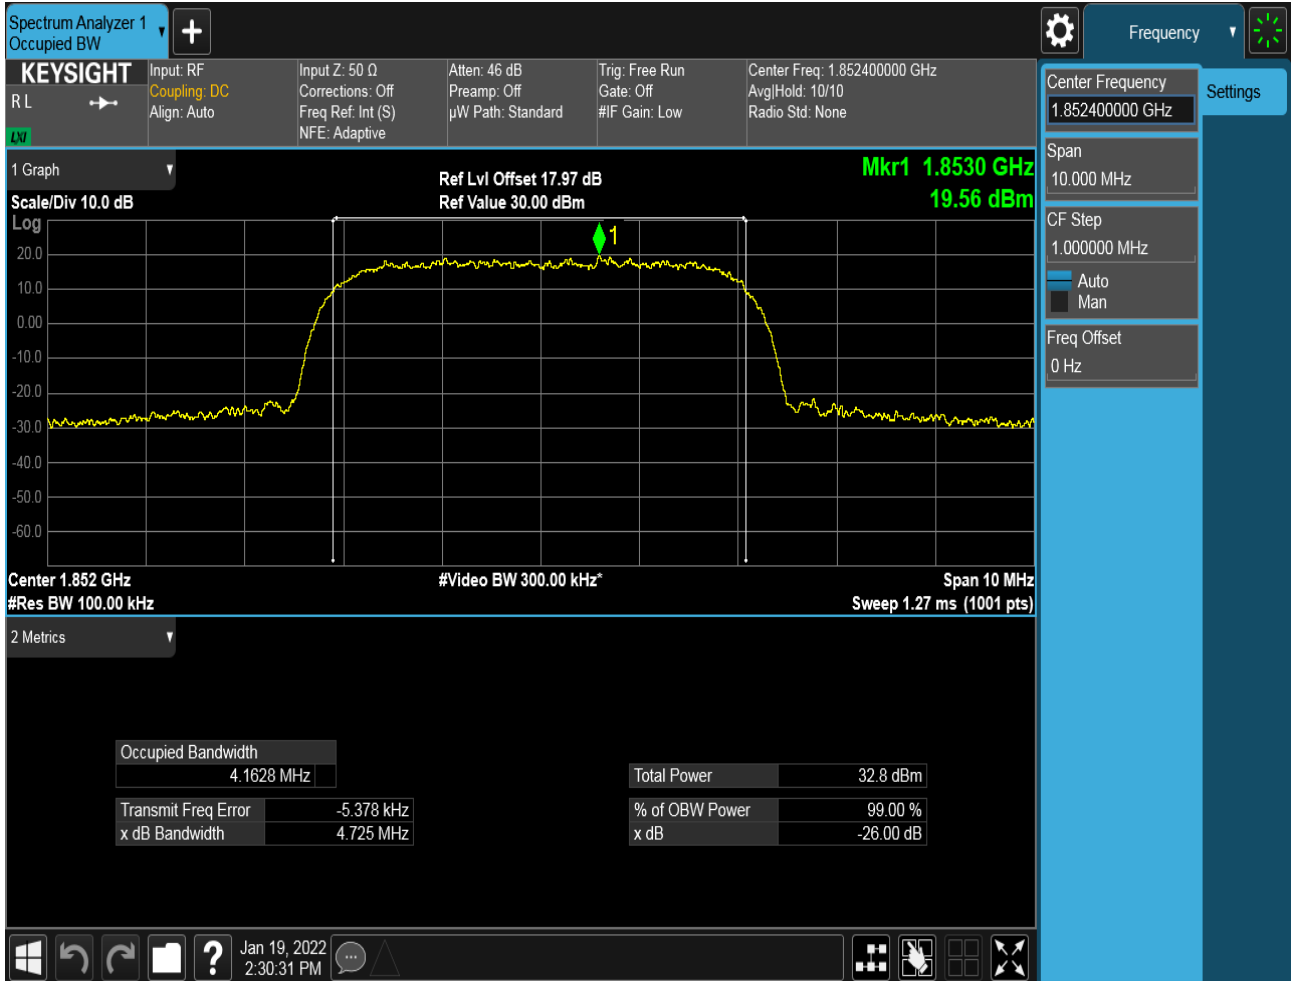 Spectrum Analyzer 1
Occupied BW
Frequency
KEYSIGHT
R L
LXI
Input: RF
Coupling: DC
Align: Auto
Input Z: 50 Ω
Corrections: Off
Freq Ref: Int (S)
NFE: Adaptive
Atten: 46 dB
Preamp: Off
µW Path: Standard
Trig: Free Run
Gate: Off
#IF Gain: Low
Center Freq: 1.852400000 GHz
Avg|Hold: 10/10
Radio Std: None
Center Frequency
1.852400000 GHz
Settings
Span
10.000 MHz
CF Step
1.000000 MHz
Auto
Man
Freq Offset
0 Hz
1 Graph
Scale/Div 10.0 dB
Ref Lvl Offset 17.97 dB
Ref Value 30.00 dBm
Mkr1 1.8530 GHz
19.56 dBm
Log
1
20.0
10.0
0.00
-10.0
-20.0
-30.0
-40.0
-50.0
-60.0
Center 1.852 GHz
#Video BW 300.00 kHz*
Span 10 MHz
#Res BW 100.00 kHz
Sweep 1.27 ms (1001 pts)
2 Metrics
Occupied Bandwidth
4.1628 MHz
Total Power 32.8 dBm
Transmit Freq Error -5.378 kHz
% of OBW Power 99.00 %
x dB Bandwidth 4.725 MHz
x dB -26.00 dB
?
Jan 19, 2022
2:30:31 PM